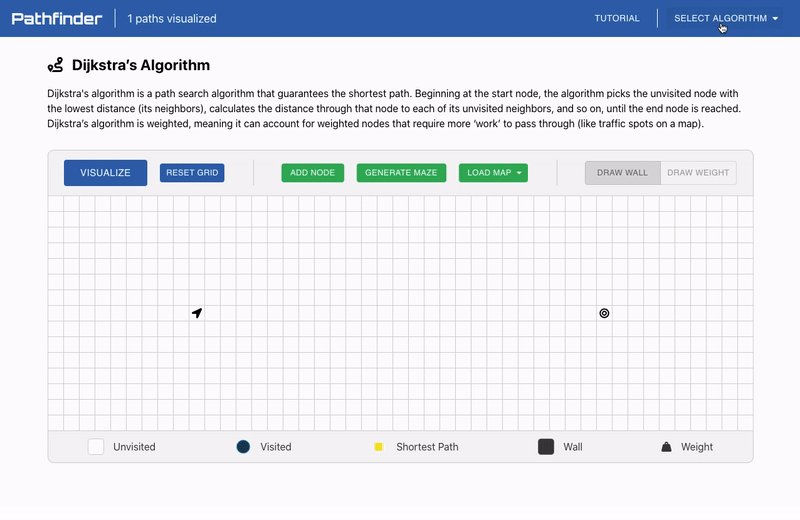 Pathfinder
1 paths visualized
TUTORIAL
SELECT ALGORITHM
Dijkstra's Algorithm
Dijkstra's algorithm is a path search algorithm that guarantees the shortest path. Beginning at the start node, the algorithm picks the unvisited node with
the lowest distance (its neighbors), calculates the distance through that node to each of its unvisited neighbors, and so on, until the end node is reached.
Dijkstra's algorithm is weighted, meaning it can account for weighted nodes that require more 'work' to pass through (like traffic spots on a map).
VISUALIZE
RESET GRID
ADD NODE
GENERATE MAZE
LOAD MAP
DRAW WALL
DRAW WEIGHT
Unvisited
Visited
Shortest Path
Wall
Weight